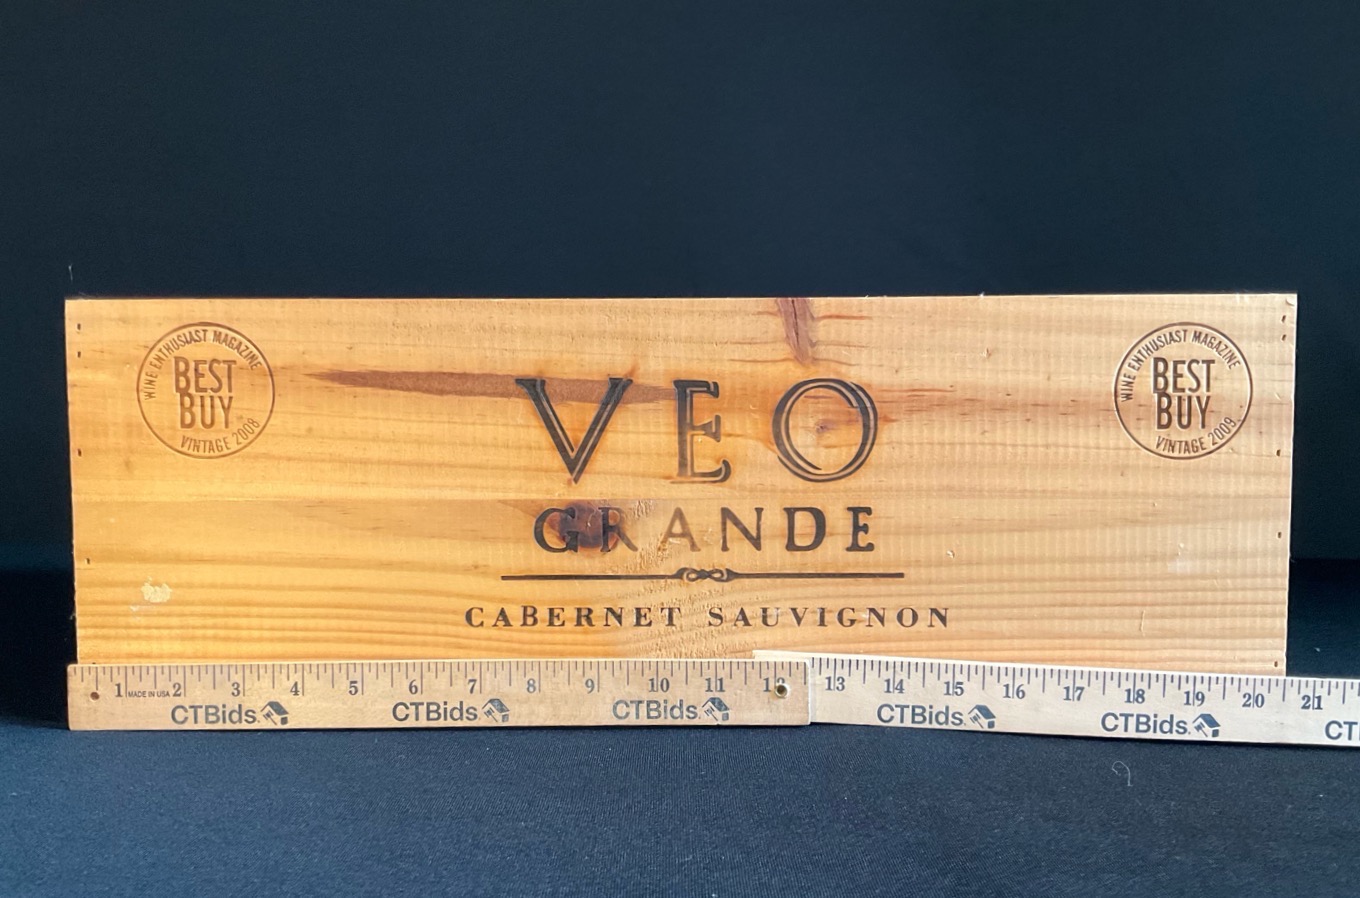 WINE ENTHUSIAST MAGAZINE
BEST
BUY
VINTAGE 2008
WINE ENTHUSIAST MAGAZINE
BEST
BUY
VINTAGE 2009
VEO
GRANDE
CABERNET SAUVIGNON
1 MADE IN USA 2 3 4 5 6 7 8 9 10 11 12 13 14 15 16 17 18 19 20 21
CTBids. CTBids. CTBids. CTBids. CTBids. CT